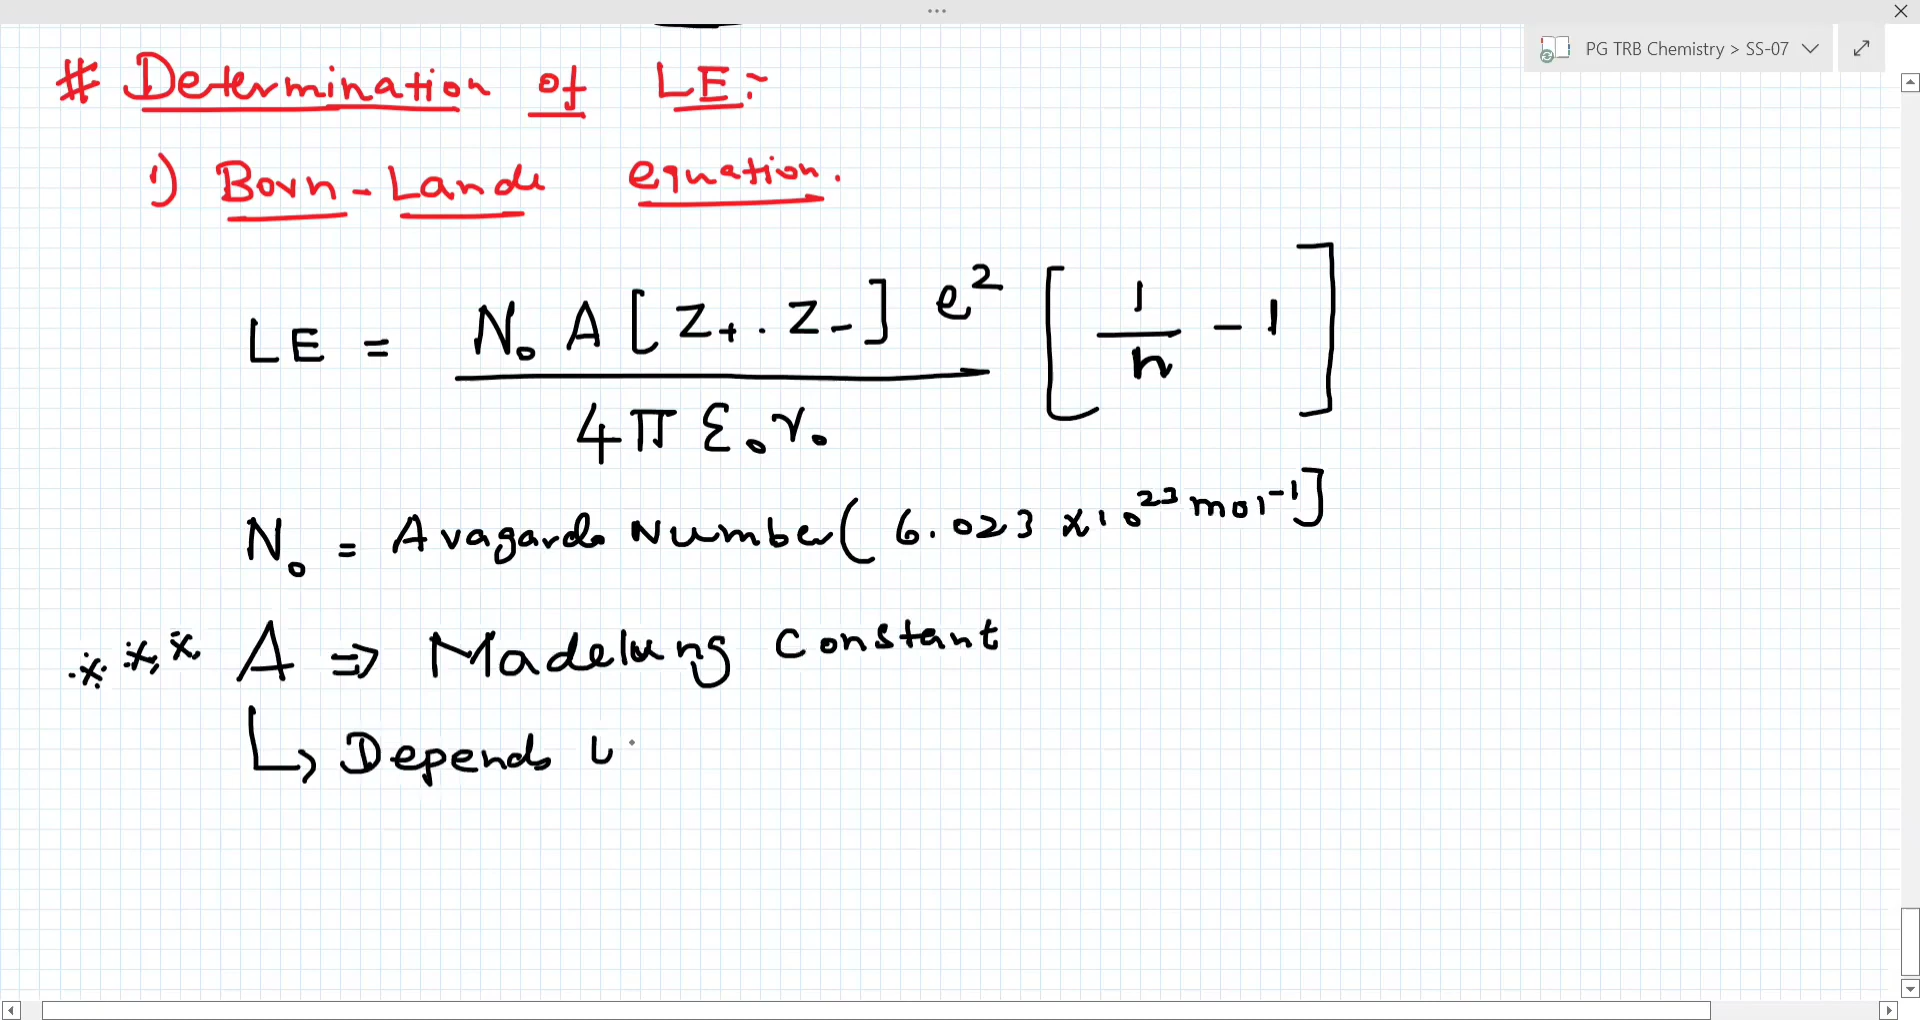 PG TRB Chemistry > SS-07
# Determination of LE:-
1) Born-Lande equation.
LE = N₀ A [Z₊ . Z₋] e² / 4π ε₀ r₀ [1/n - 1]
N₀ = Avagardo Number ( 6.023 x 10²³ mol⁻¹]
*** A ⇒ Madelung Constant
↳ Depends